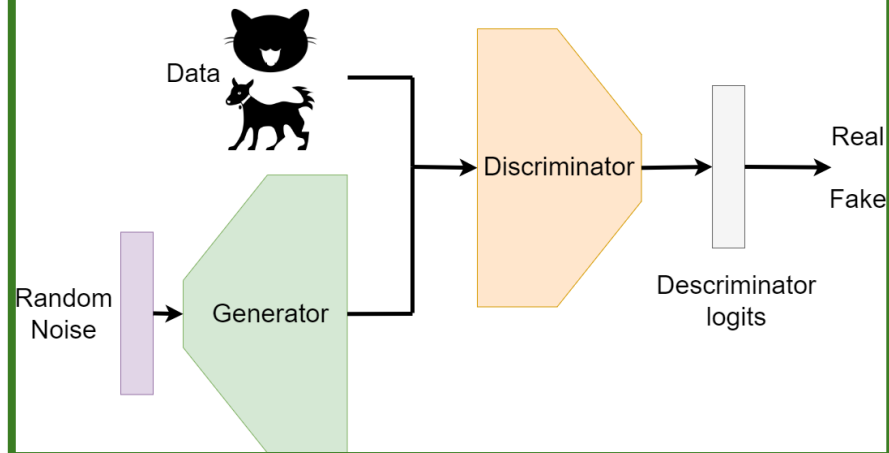 Data
Discriminator
Real
Fake
Random
Noise
Generator
Descriminator
logits